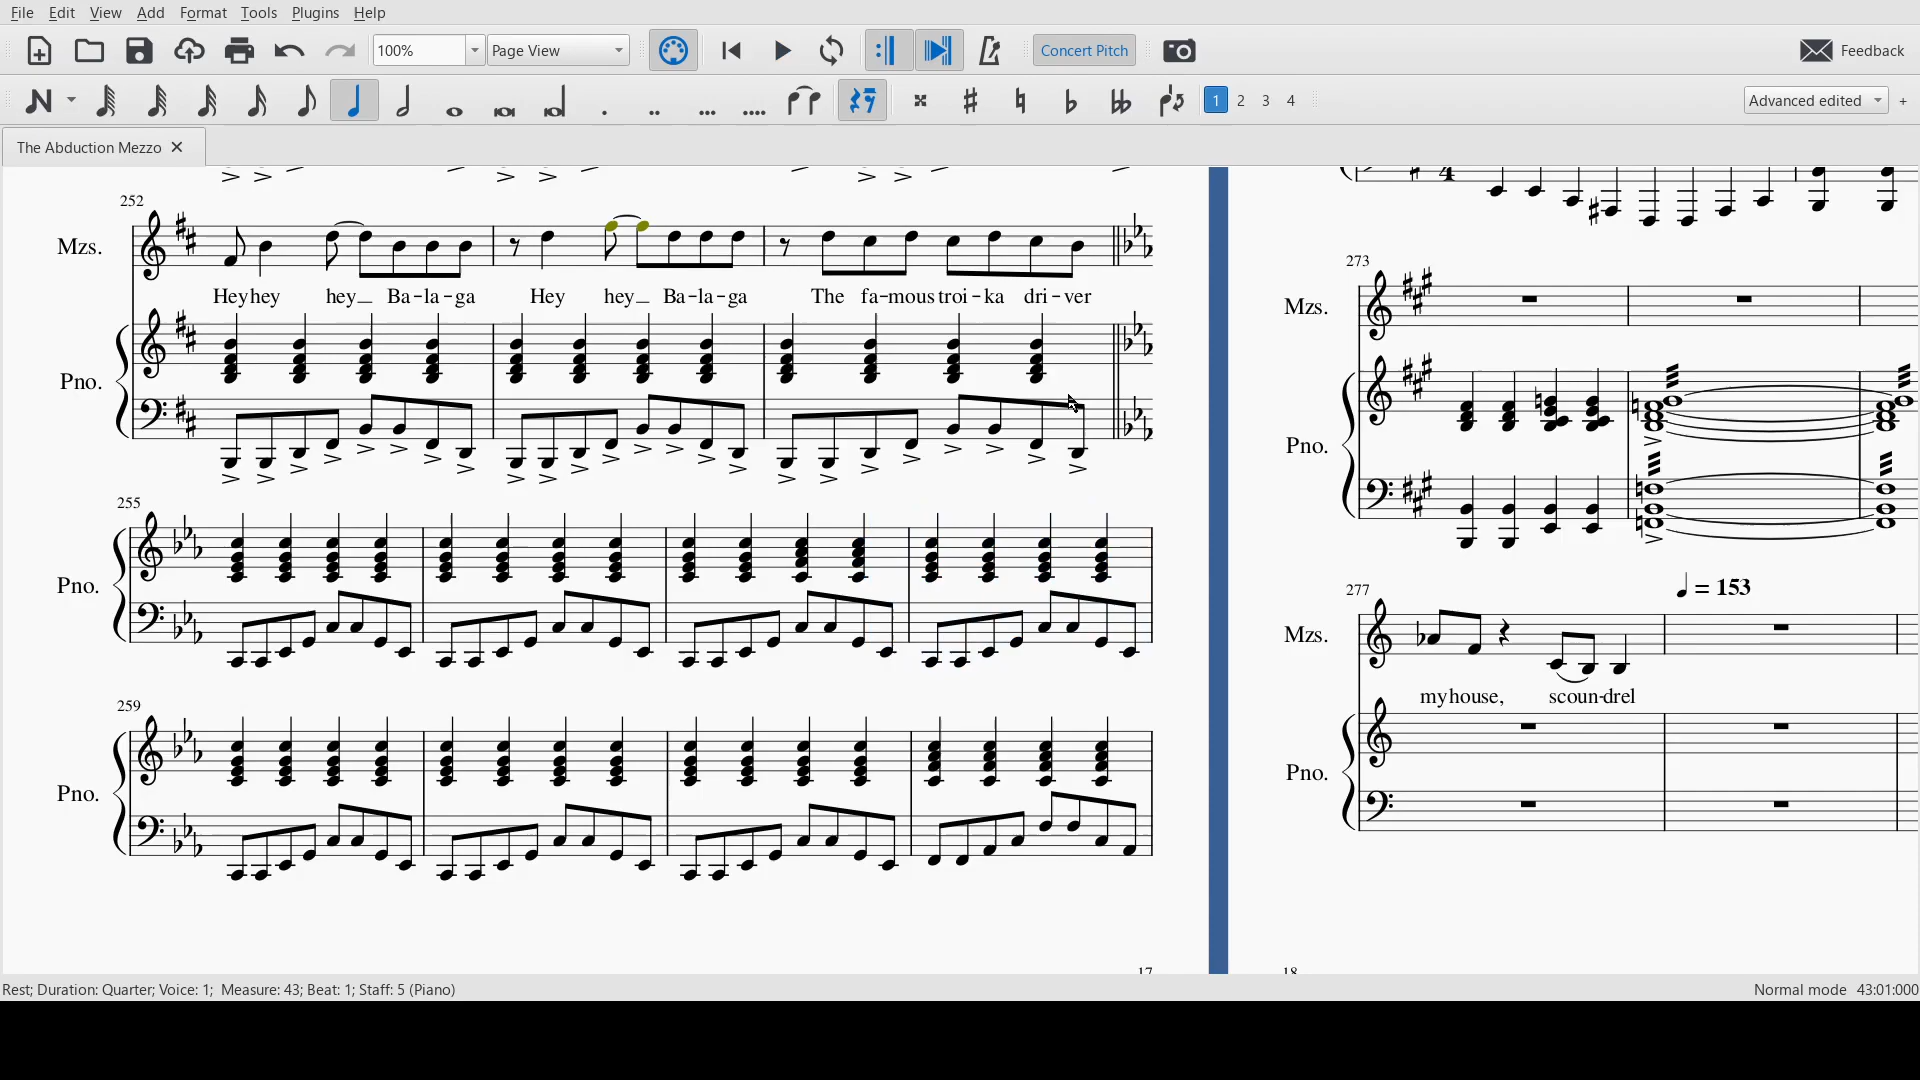 File Edit View Add Format Tools Plugins Help
100% Page View Concert Pitch Feedback
1 2 3 4 Advanced edited +
The Abduction Mezzo
4
252
Mzs.
Hey hey hey_ Ba-la-ga Hey hey_ Ba-la-ga The fa-mous troi-ka dri-ver
Pno.
255
Pno.
259
Pno.
17
273
Mzs.
Pno.
277
= 153
Mzs.
my house, scoun-drel
Pno.
18
Rest; Duration: Quarter; Voice: 1; Measure: 43; Beat: 1; Staff: 5 (Piano)
Normal mode 43:01:000